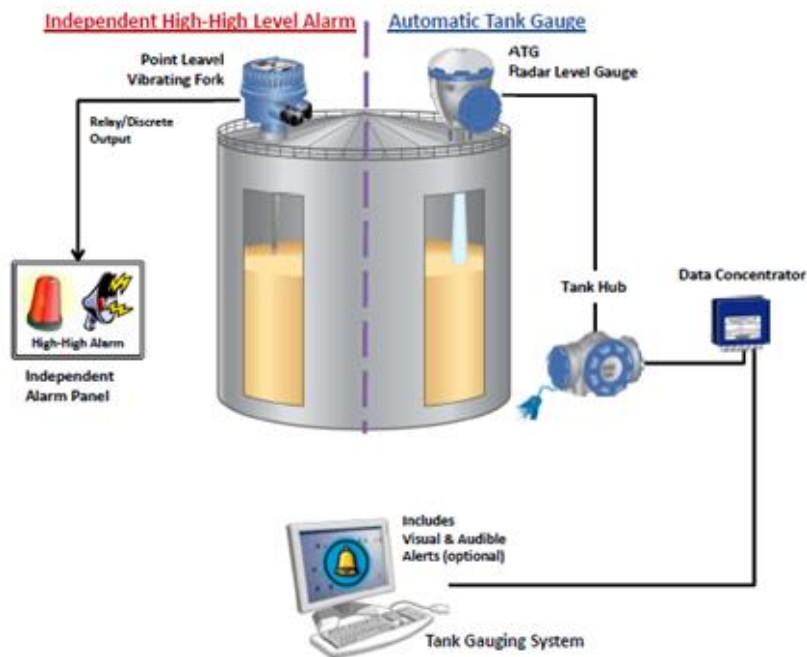 Independent High-High Level Alarm
Automatic Tank Gauge
Point Leavel
Vibrating Fork
ATG
Radar Level Gauge
Relay/Discrete
Output
High-High Alarm
Independent
Alarm Panel
Tank Hub
Data Concentrator
Includes
Visual & Audible
Alerts (optional)
Tank Gauging System